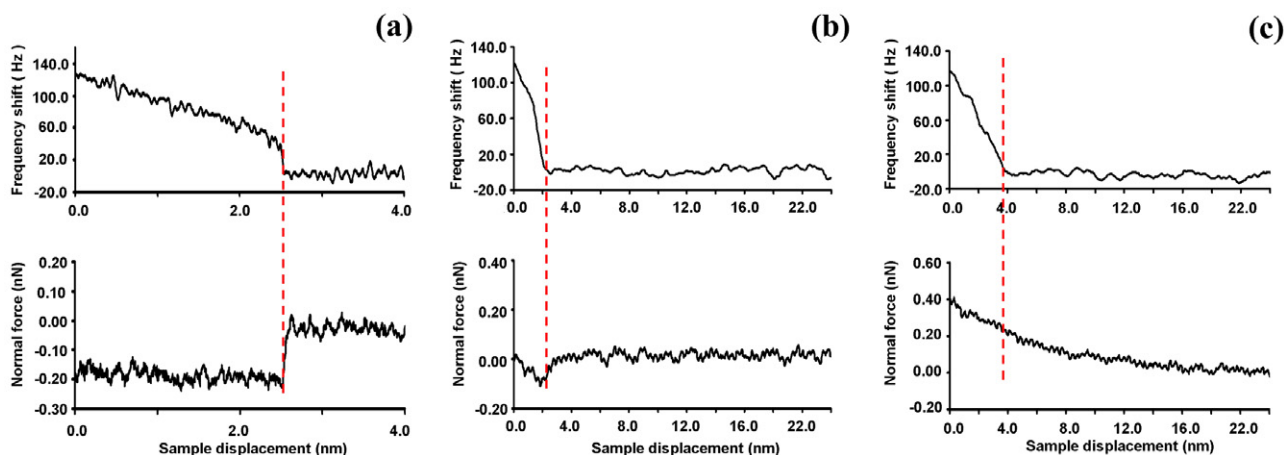 (a)
Frequency shift ( Hz )
140.0
100.0
60.0
20.0
-20.0
0.0 2.0 4.0
Normal force (nN)
0.20
0.10
0.00
-0.10
-0.20
-0.30
0.0 2.0 4.0
Sample displacement (nm)
(b)
Frequency shift ( Hz )
140.0
100.0
60.0
20.0
-20.0
0.0 4.0 8.0 12.0 16.0 22.0
Normal force (nN)
0.40
0.20
0.00
-0.20
0.0 4.0 8.0 12.0 16.0 22.0
Sample displacement (nm)
(c)
Frequency shift ( Hz )
140.0
100.0
60.0
20.0
-20.0
0.0 4.0 8.0 12.0 16.0 22.0
Normal force (nN)
0.60
0.40
0.20
0.00
-0.20
0.0 4.0 8.0 12.0 16.0 22.0
Sample displacement (nm)